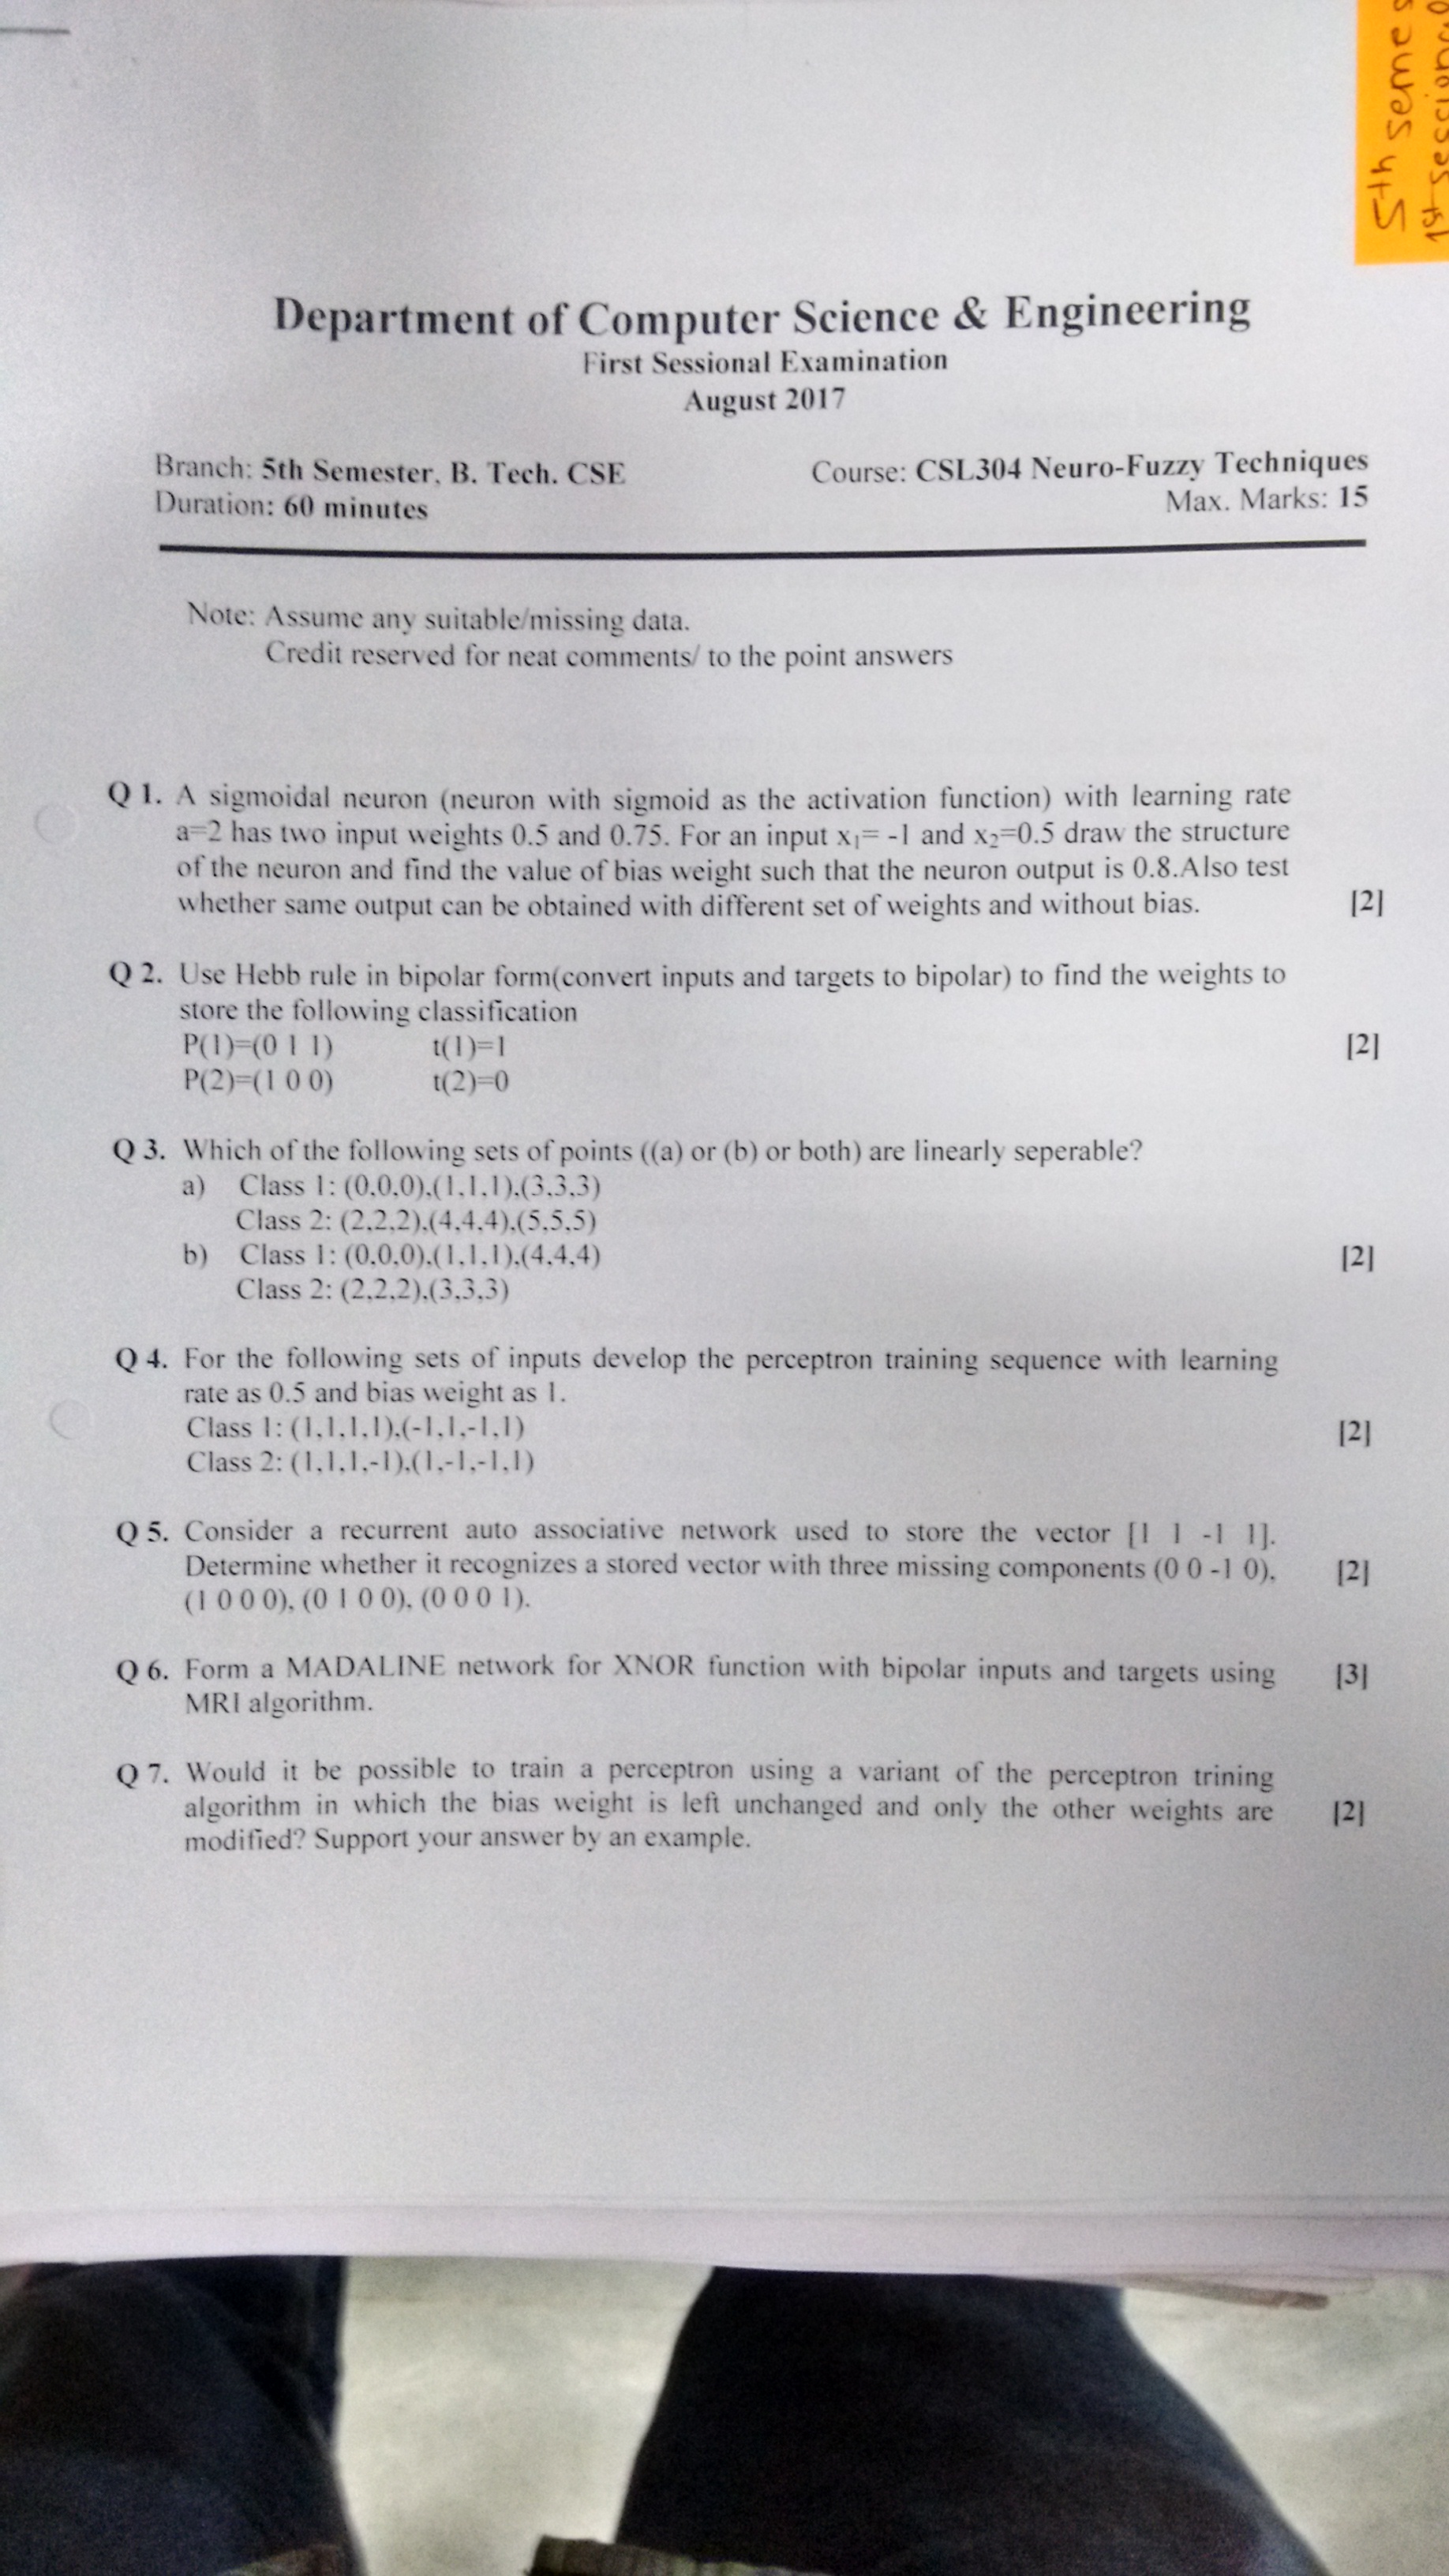 5th semes
1st sessional
Department of Computer Science & Engineering
First Sessional Examination
August 2017
Branch: 5th Semester, B. Tech. CSE
Course: CSL304 Neuro-Fuzzy Techniques
Duration: 60 minutes
Max. Marks: 15
Note: Assume any suitable/missing data.
Credit reserved for neat comments/ to the point answers
Q 1. A sigmoidal neuron (neuron with sigmoid as the activation function) with learning rate
a=2 has two input weights 0.5 and 0.75. For an input x₁= -1 and x₂=0.5 draw the structure
of the neuron and find the value of bias weight such that the neuron output is 0.8.Also test
whether same output can be obtained with different set of weights and without bias. [2]
Q 2. Use Hebb rule in bipolar form(convert inputs and targets to bipolar) to find the weights to
store the following classification
P(1)=(0 1 1) t(1)=1 [2]
P(2)=(1 0 0) t(2)=0
Q 3. Which of the following sets of points ((a) or (b) or both) are linearly seperable?
a) Class 1: (0,0,0),(1,1,1),(3,3,3)
Class 2: (2,2,2),(4,4,4),(5,5,5)
b) Class 1: (0,0,0),(1,1,1),(4,4,4) [2]
Class 2: (2,2,2),(3,3,3)
Q 4. For the following sets of inputs develop the perceptron training sequence with learning
rate as 0.5 and bias weight as 1.
Class 1: (1,1,1,1),(-1,1,-1,1) [2]
Class 2: (1,1,1,-1),(1,-1,-1,1)
Q 5. Consider a recurrent auto associative network used to store the vector [1 1 -1 1].
Determine whether it recognizes a stored vector with three missing components (0 0 -1 0), [2]
(1 0 0 0), (0 1 0 0), (0 0 0 1).
Q 6. Form a MADALINE network for XNOR function with bipolar inputs and targets using [3]
MRI algorithm.
Q 7. Would it be possible to train a perceptron using a variant of the perceptron trining
algorithm in which the bias weight is left unchanged and only the other weights are [2]
modified? Support your answer by an example.